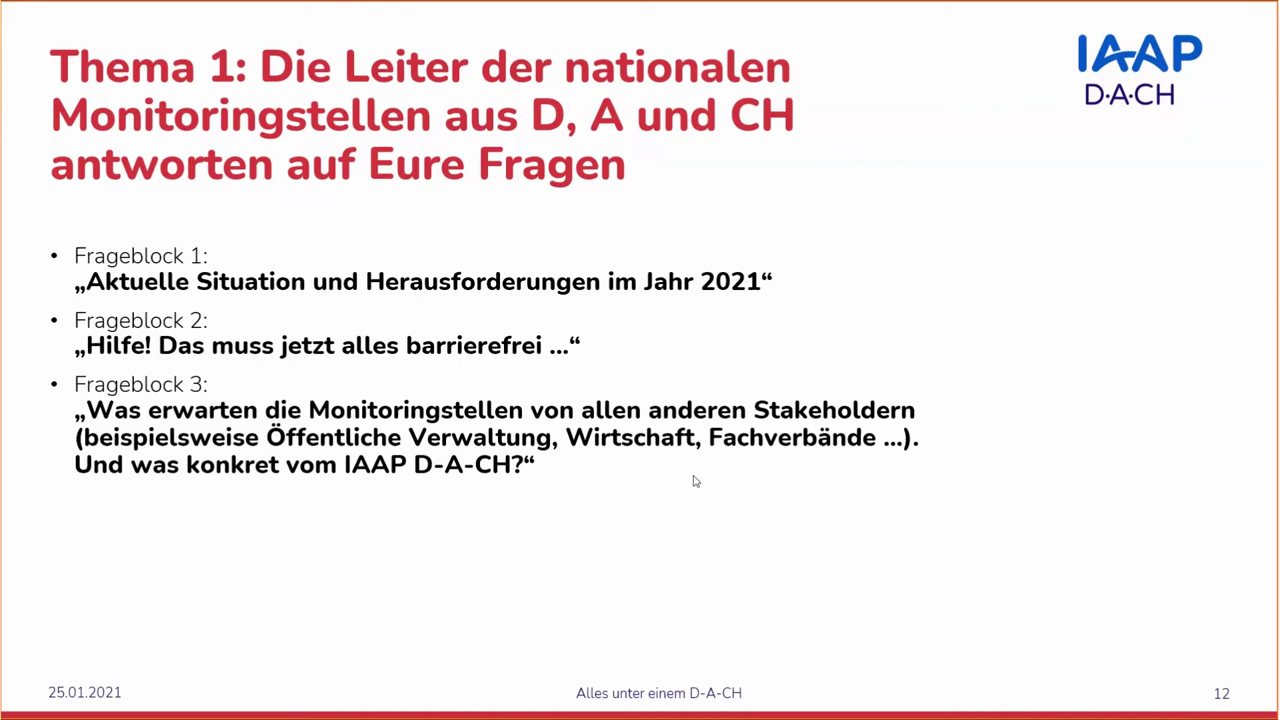 Thema 1: Die Leiter der nationalen
Monitoringstellen aus D, A und CH
antworten auf Eure Fragen
IAAP
D·A·CH
• Frageblock 1:
„Aktuelle Situation und Herausforderungen im Jahr 2021“
• Frageblock 2:
„Hilfe! Das muss jetzt alles barrierefrei ...“
• Frageblock 3:
„Was erwarten die Monitoringstellen von allen anderen Stakeholdern
(beispielsweise Öffentliche Verwaltung, Wirtschaft, Fachverbände ...).
Und was konkret vom IAAP D-A-CH?“
25.01.2021
Alles unter einem D-A-CH
12